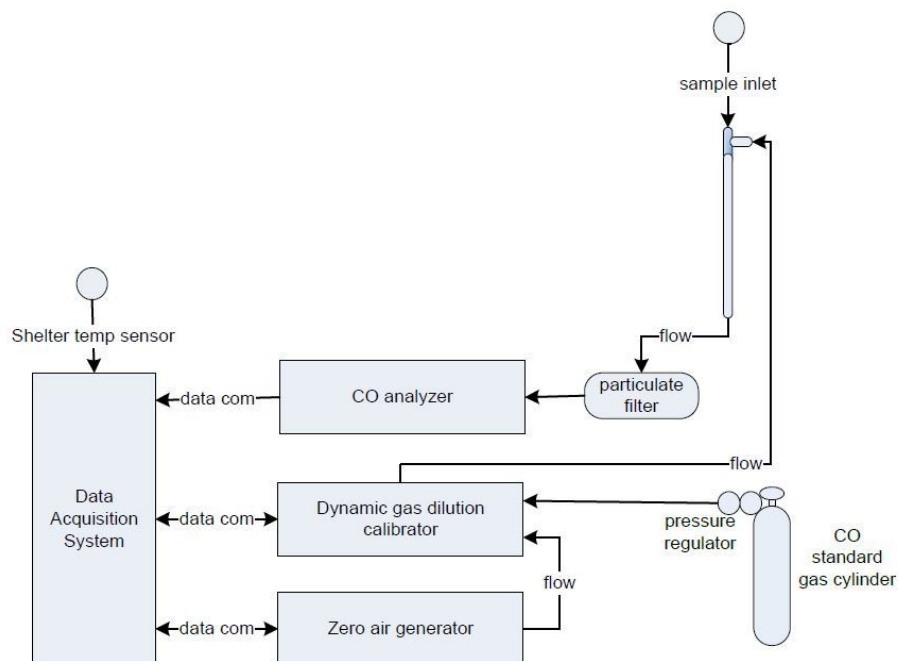 sample inlet
Shelter temp sensor
flow
particulate
filter
CO analyzer
data com
flow
Data
Acquisition
System
data com
Dynamic gas dilution
calibrator
pressure
regulator
CO
standard
gas cylinder
flow
data com
Zero air generator